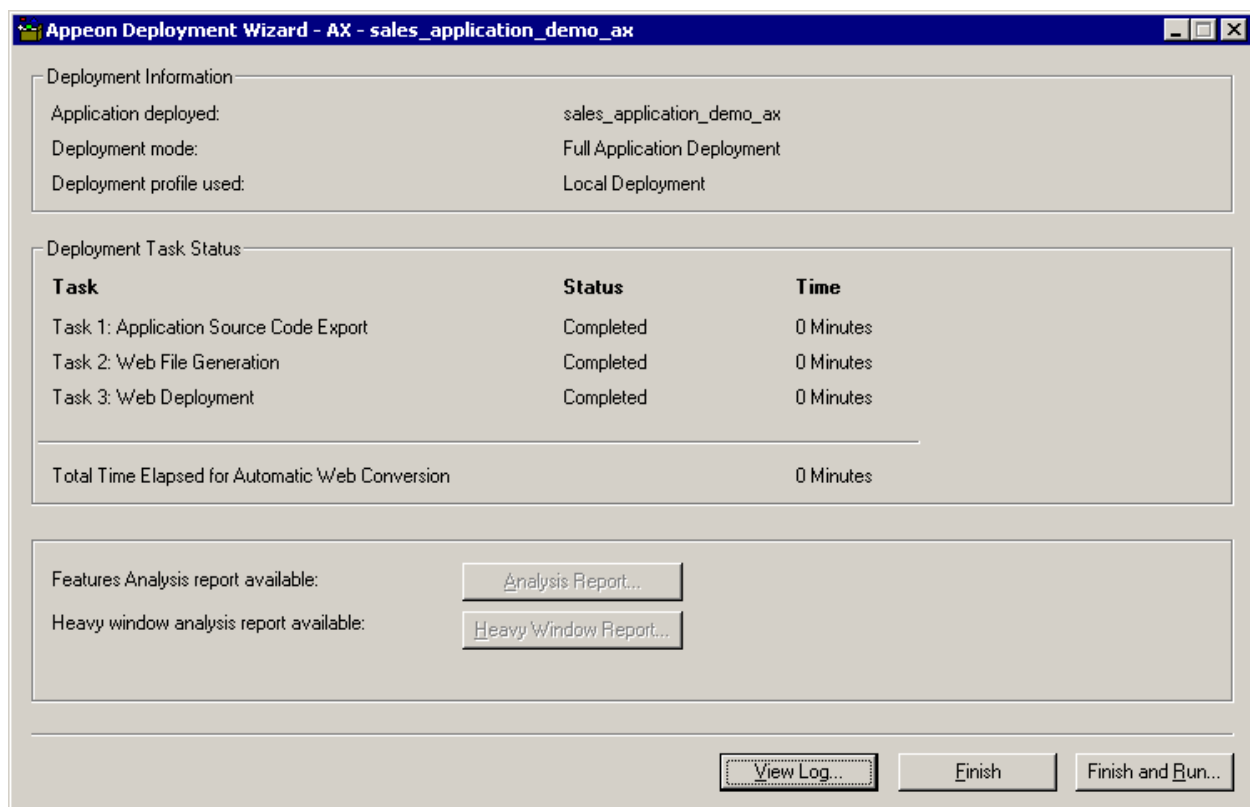 Appeon Deployment Wizard - AX - sales_application_demo_ax
Deployment Information
Application deployed: sales_application_demo_ax
Deployment mode: Full Application Deployment
Deployment profile used: Local Deployment
Deployment Task Status
Task Status Time
Task 1: Application Source Code Export Completed 0 Minutes
Task 2: Web File Generation Completed 0 Minutes
Task 3: Web Deployment Completed 0 Minutes
Total Time Elapsed for Automatic Web Conversion 0 Minutes
Features Analysis report available: Analysis Report...
Heavy window analysis report available: Heavy Window Report...
View Log... Finish Finish and Run...